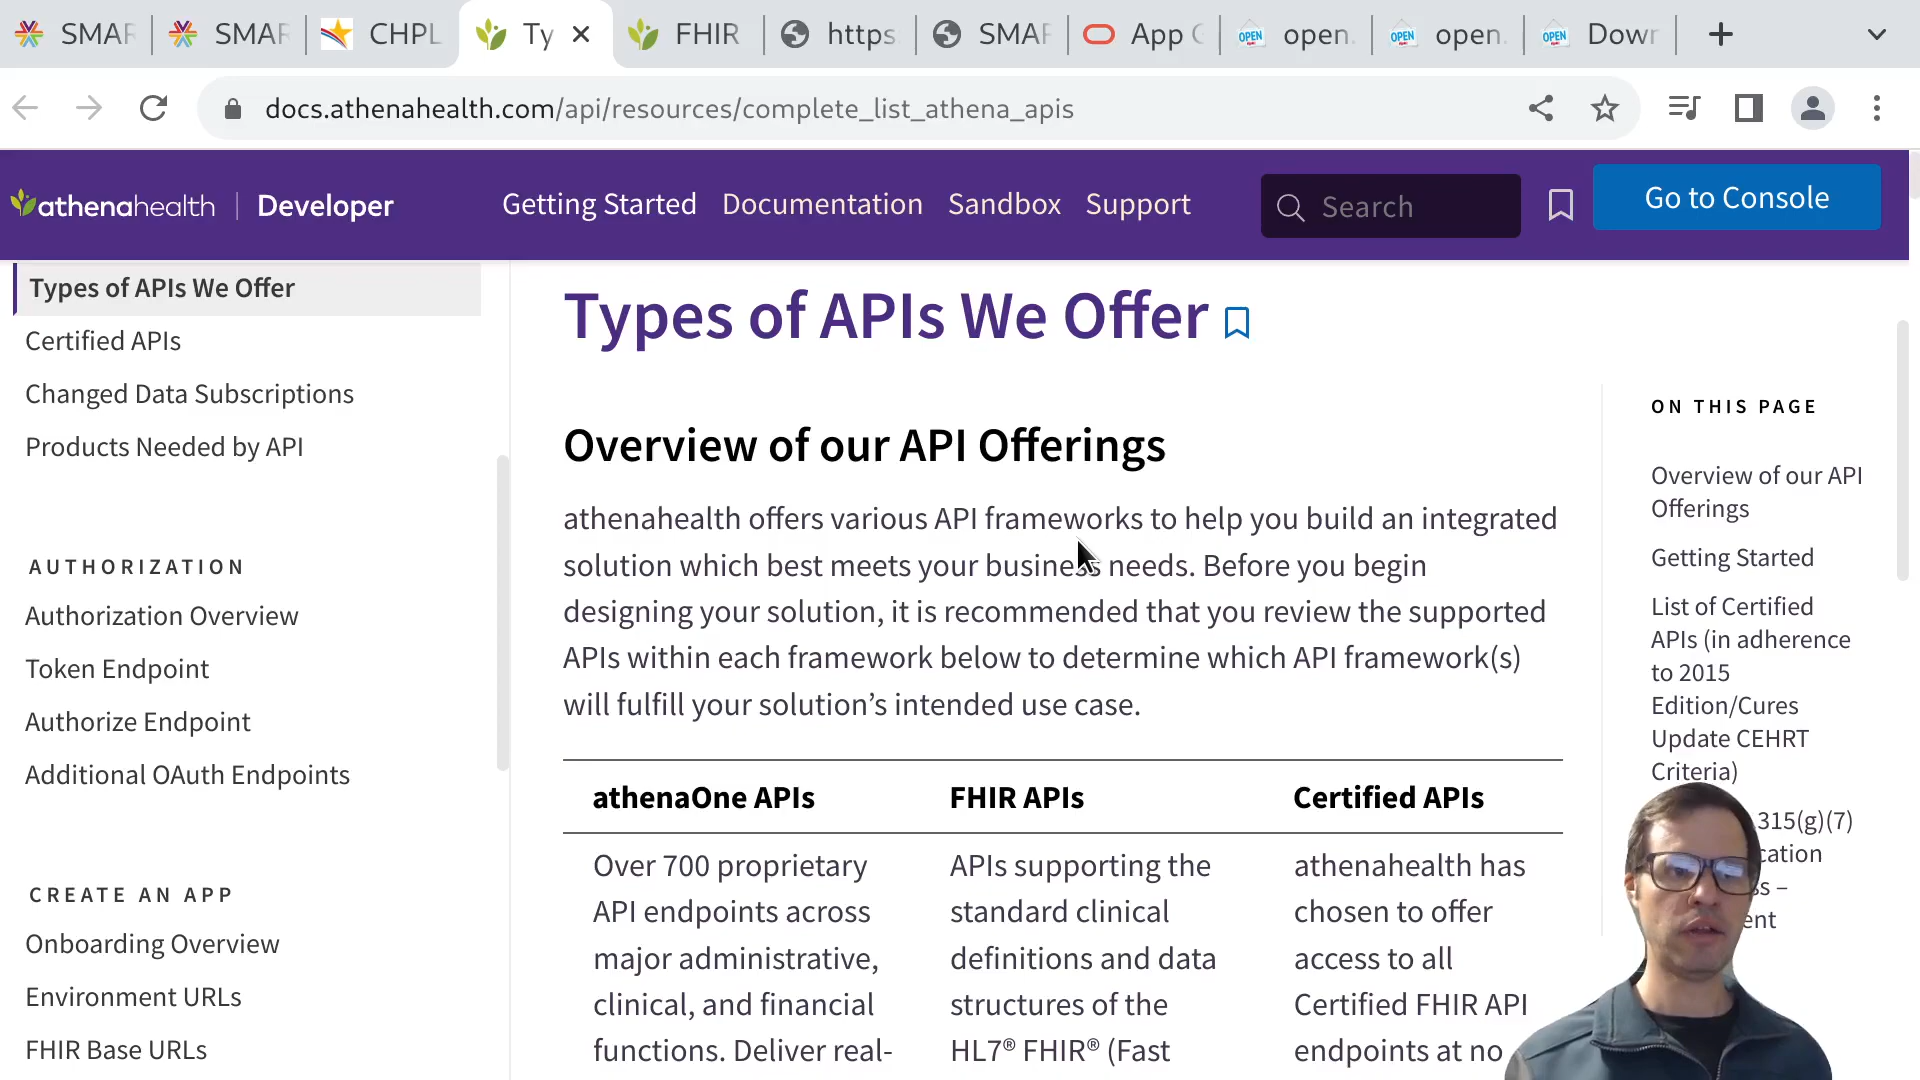 SMAR
SMAR
CHPL
Ty
FHIR
https
SMAR
App
open.
open.
Down
docs.athenahealth.com/api/resources/complete_list_athena_apis
athenahealth | Developer
Getting Started
Documentation
Sandbox
Support
Search
Go to Console
Types of APIs We Offer
Certified APIs
Changed Data Subscriptions
Products Needed by API
AUTHORIZATION
Authorization Overview
Token Endpoint
Authorize Endpoint
Additional OAuth Endpoints
CREATE AN APP
Onboarding Overview
Environment URLs
FHIR Base URLs
Types of APIs We Offer
Overview of our API Offerings
athenahealth offers various API frameworks to help you build an integrated
solution which best meets your business needs. Before you begin
designing your solution, it is recommended that you review the supported
APIs within each framework below to determine which API framework(s)
will fulfill your solution’s intended use case.
athenaOne APIs
Over 700 proprietary
API endpoints across
major administrative,
clinical, and financial
functions. Deliver real-
FHIR APIs
APIs supporting the
standard clinical
definitions and data
structures of the
HL7® FHIR® (Fast
Certified APIs
athenahealth has
chosen to offer
access to all
Certified FHIR API
endpoints at no
ON THIS PAGE
Overview of our API
Offerings
Getting Started
List of Certified
APIs (in adherence
to 2015
Edition/Cures
Update CEHRT
Criteria)
315(g)(7)